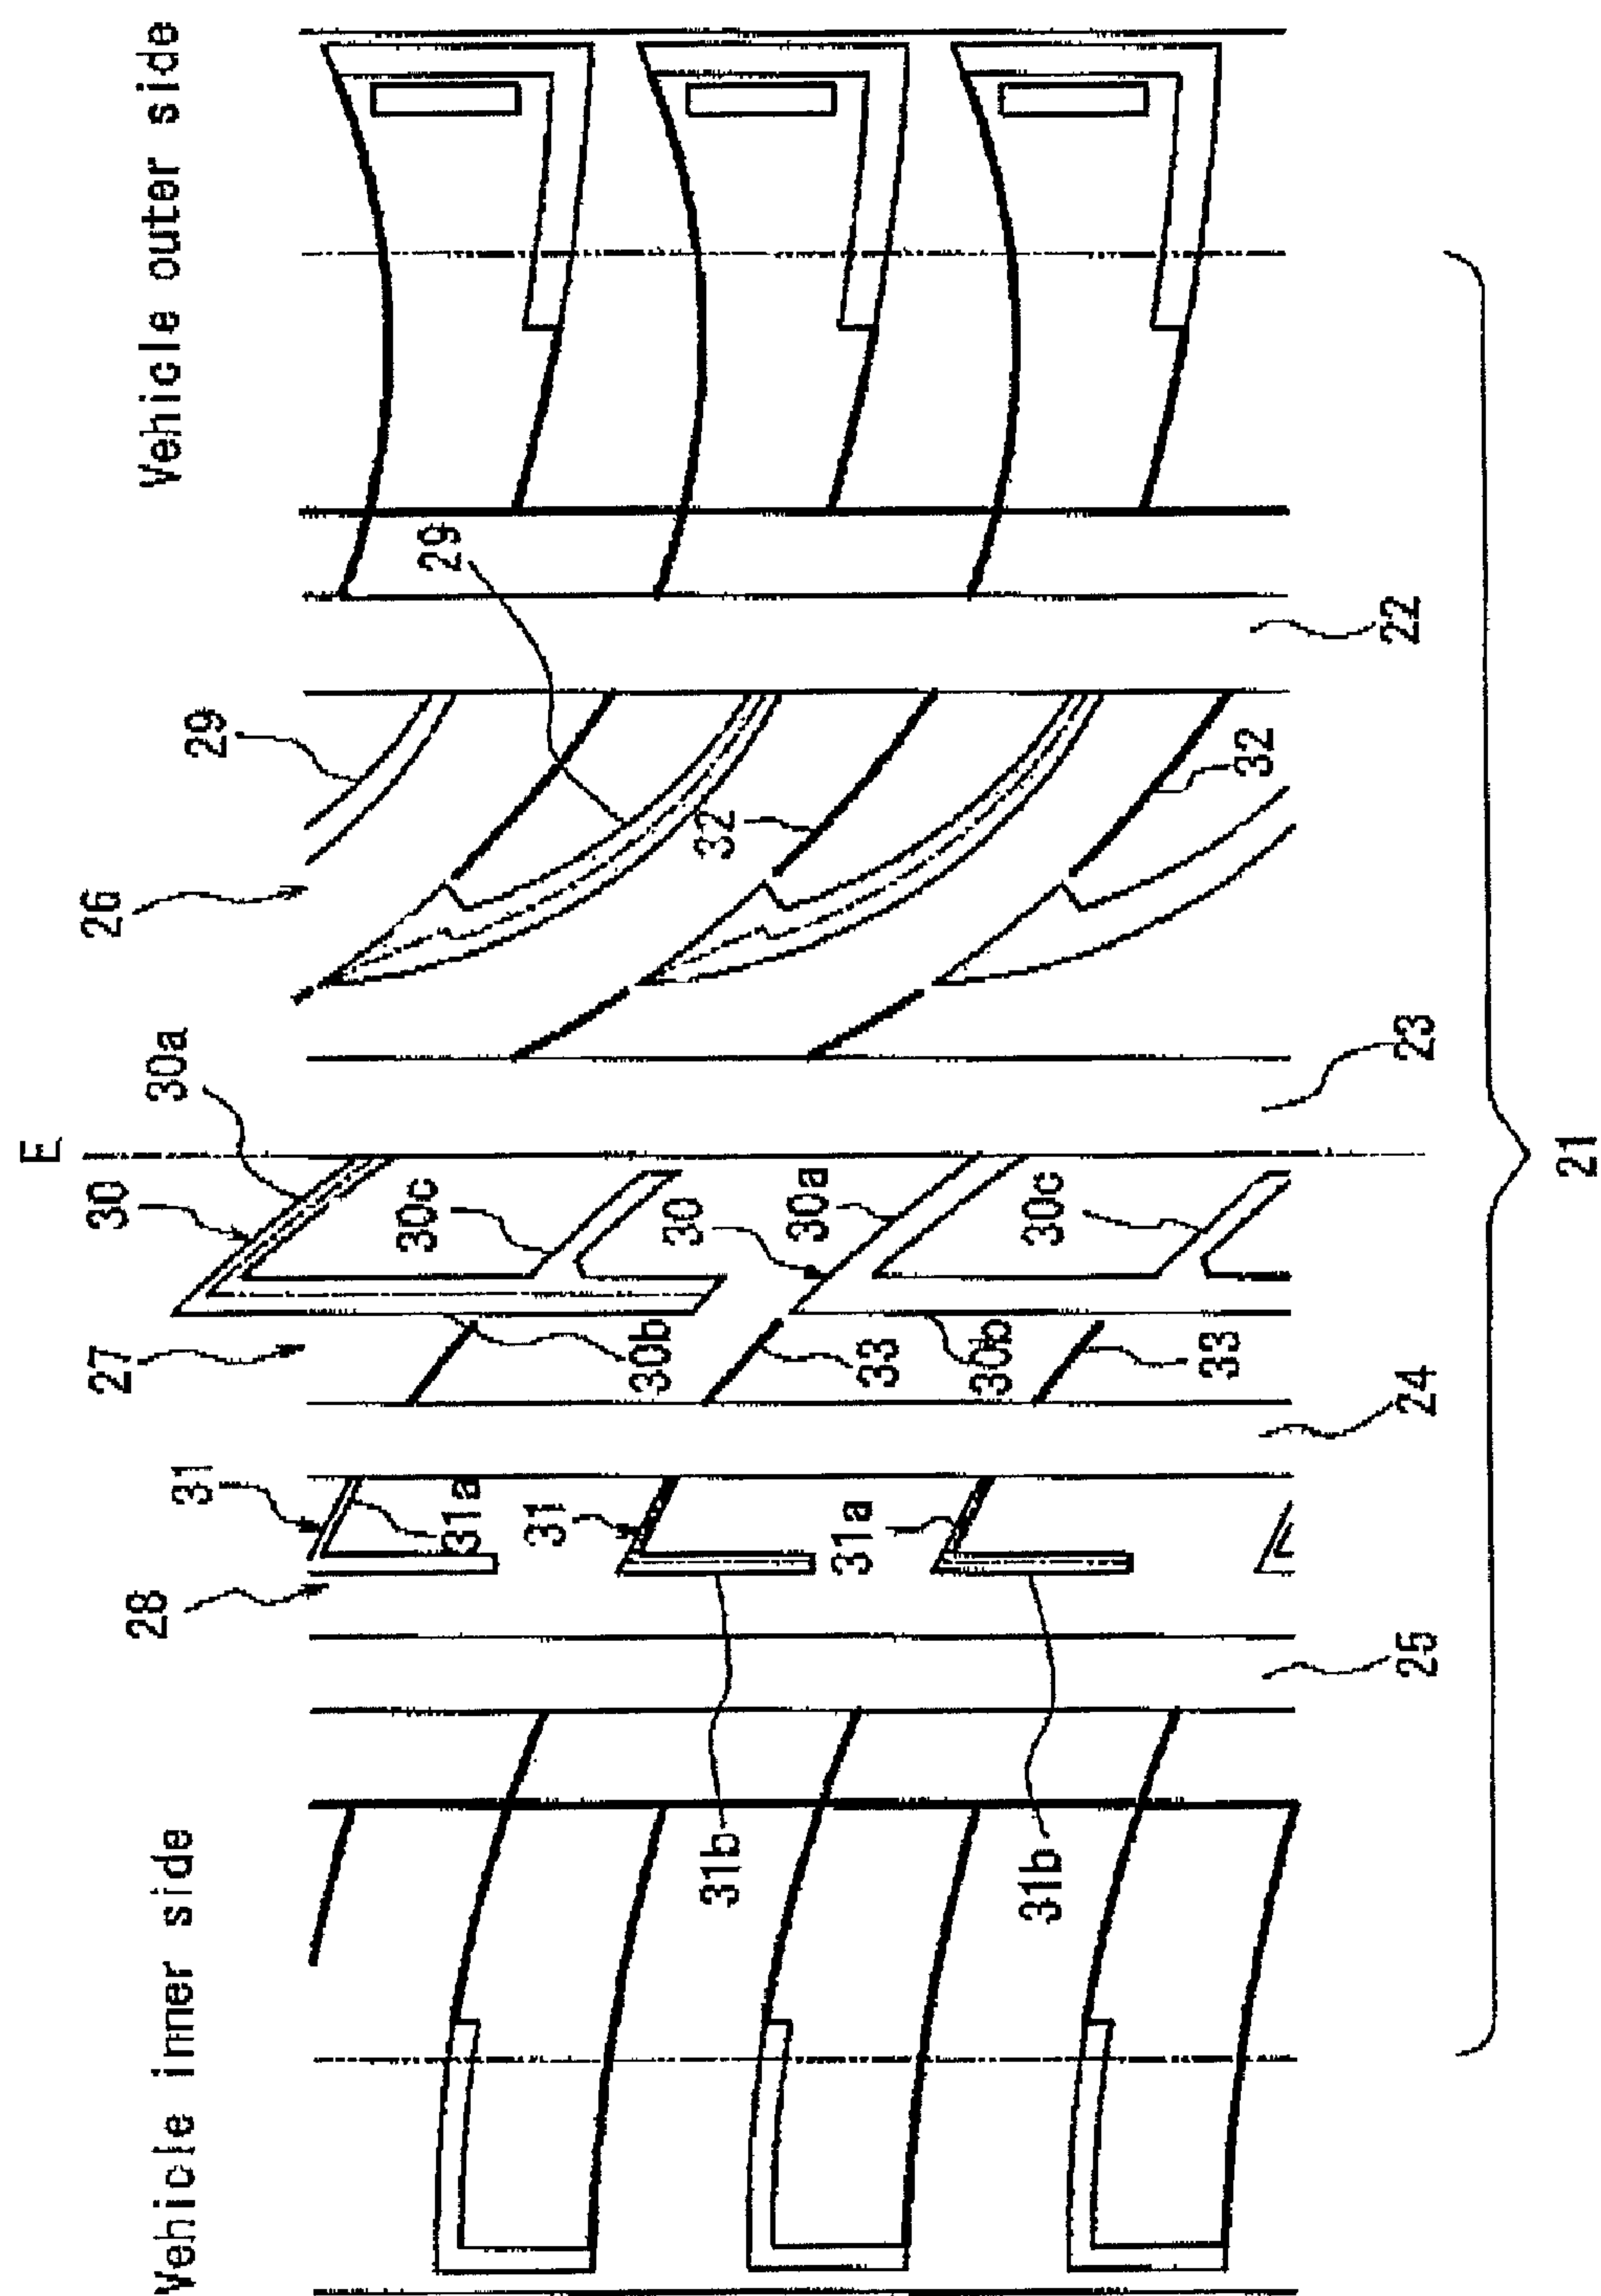 E
27
30
26
28
Vehicle inner side
30a
Vehicle outer side
31
29
30c
29
31a
31
30b
30
32
31b
30a
31a
33
30b
31b
30c
33
32
25
24
23
22
21